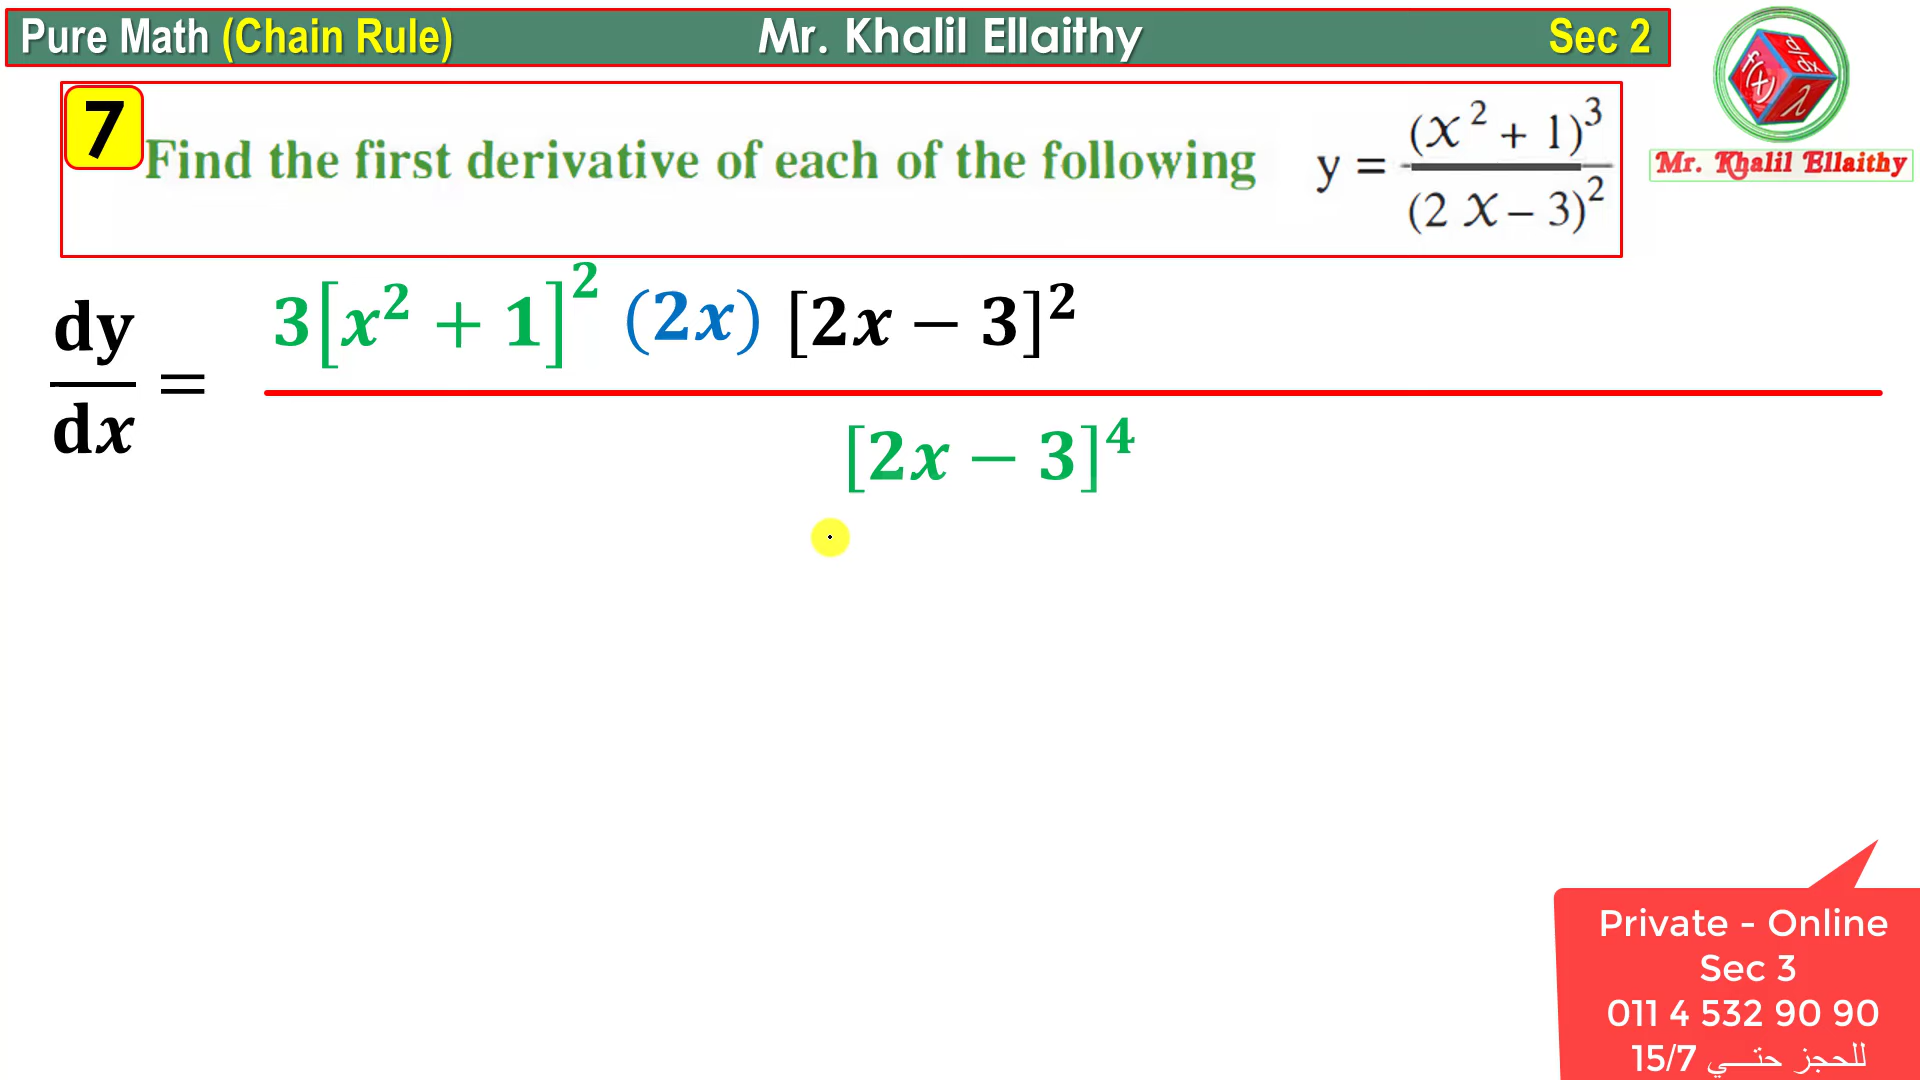 Pure Math (Chain Rule) Mr. Khalil Ellaithy Sec 2
f(x) d/dx λ
Mr. Khalil Ellaithy
7 Find the first derivative of each of the following y = (x² + 1)³ / (2 x – 3)²
dy/dx = 3[x² + 1]² (2x) [2x − 3]² / [2x − 3]⁴
Private - Online
Sec 3
011 4 532 90 90
للحجز حتـــي 15/7